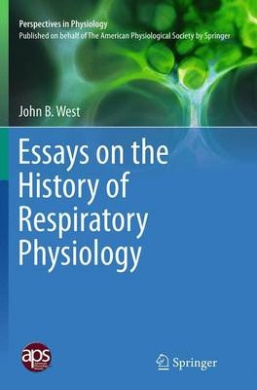 Perspectives in Physiology
Published on behalf of The American Physiological Society by Springer
John B. West
Essays on the
History of
Respiratory
Physiology
aps
Springer